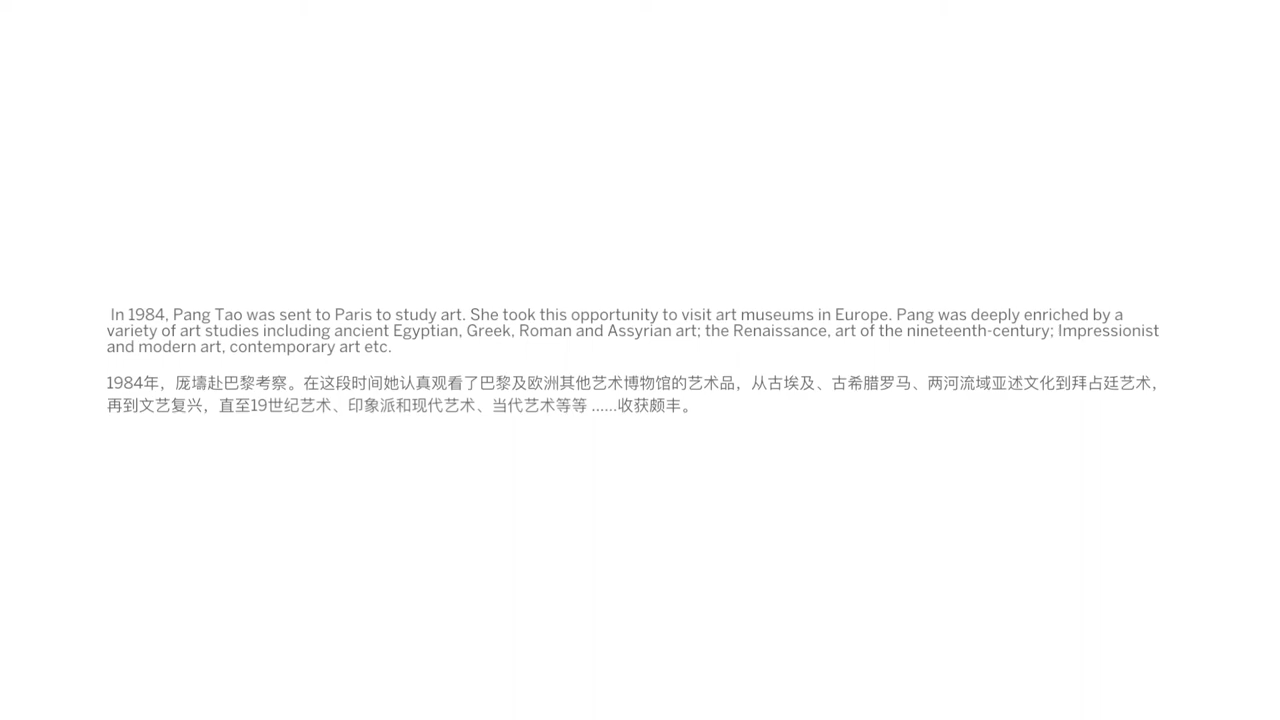 In 1984, Pang Tao was sent to Paris to study art. She took this opportunity to visit art museums in Europe. Pang was deeply enriched by a
variety of art studies including ancient Egyptian, Greek, Roman and Assyrian art; the Renaissance, art of the nineteenth-century; Impressionist
and modern art, contemporary art etc.
1984年，庞壔赴巴黎考察。在这段时间她认真观看了巴黎及欧洲其他艺术博物馆的艺术品，从古埃及、古希腊罗马、两河流域亚述文化到拜占廷艺术，
再到文艺复兴，直至19世纪艺术、印象派和现代艺术、当代艺术等等 ……收获颇丰。